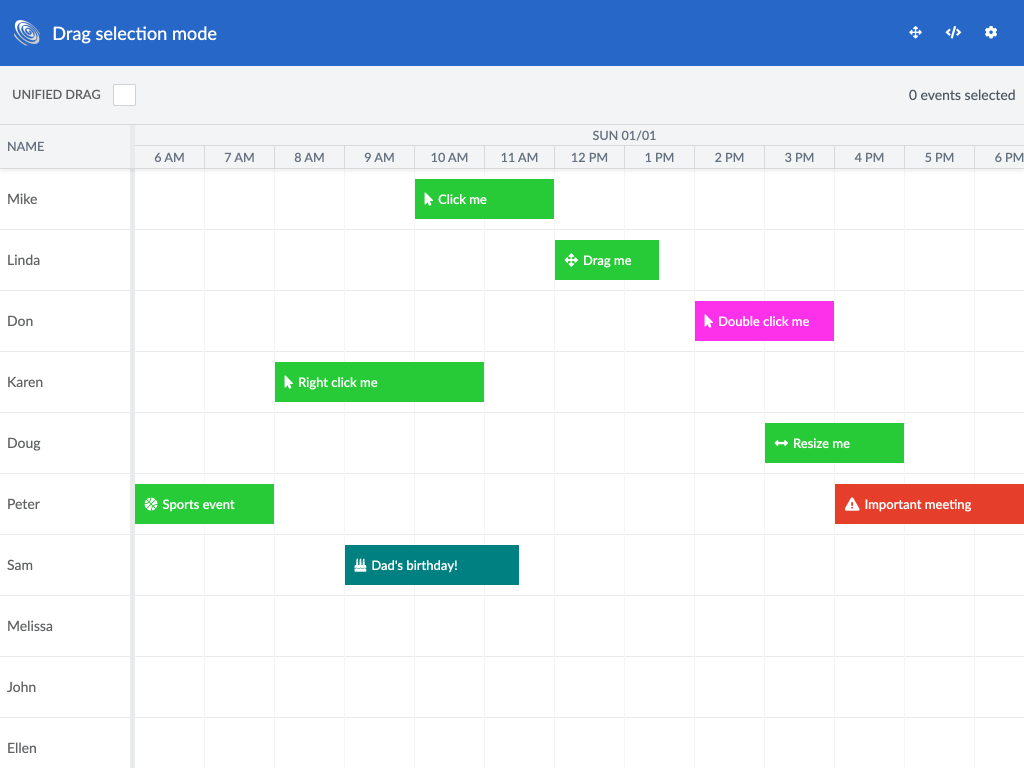 Drag selection mode
UNIFIED DRAG
0 events selected
NAME
SUN 01/01
6 AM 7 AM 8 AM 9 AM 10 AM 11 AM 12 PM 1 PM 2 PM 3 PM 4 PM 5 PM 6 PM
Mike
Click me
Linda
Drag me
Don
Double click me
Karen
Right click me
Doug
Resize me
Peter
Sports event
Important meeting
Sam
Dad's birthday!
Melissa
John
Ellen